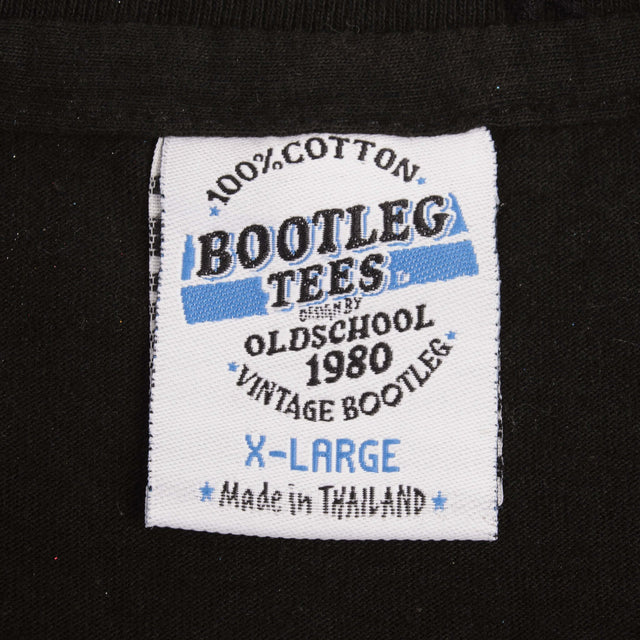 100% COTTON
BOOTLEG
TEES
DESIGN BY
OLDSCHOOL
1980
VINTAGE BOOTLEG
X-LARGE
Made in THAILAND